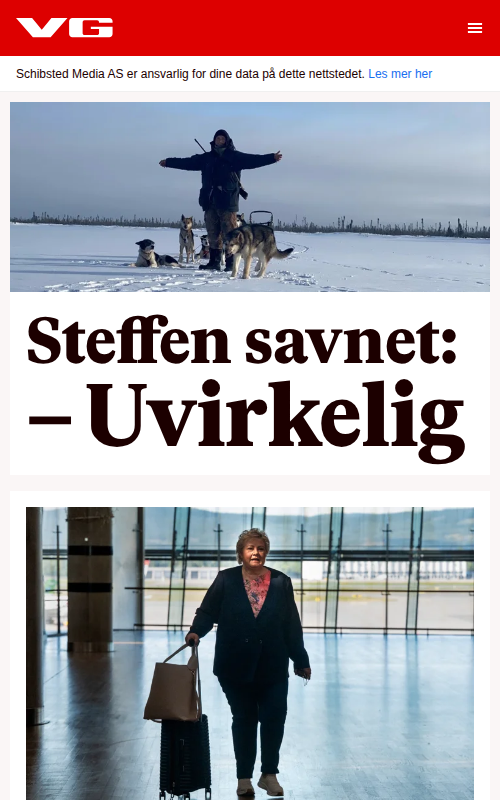 VG
Schibsted Media AS er ansvarlig for dine data på dette nettstedet. Les mer her
Steffen savnet:
– Uvirkelig